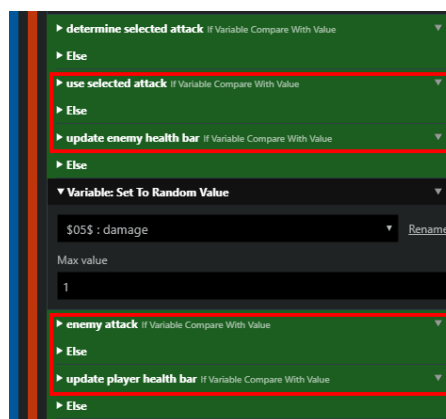 determine selected attack If Variable Compare With Value
Else
use selected attack If Variable Compare With Value
Else
update enemy health bar If Variable Compare With Value
Else
Variable: Set To Random Value
$05$ : damage Rename
Max value
1
enemy attack If Variable Compare With Value
Else
update player health bar If Variable Compare With Value
Else